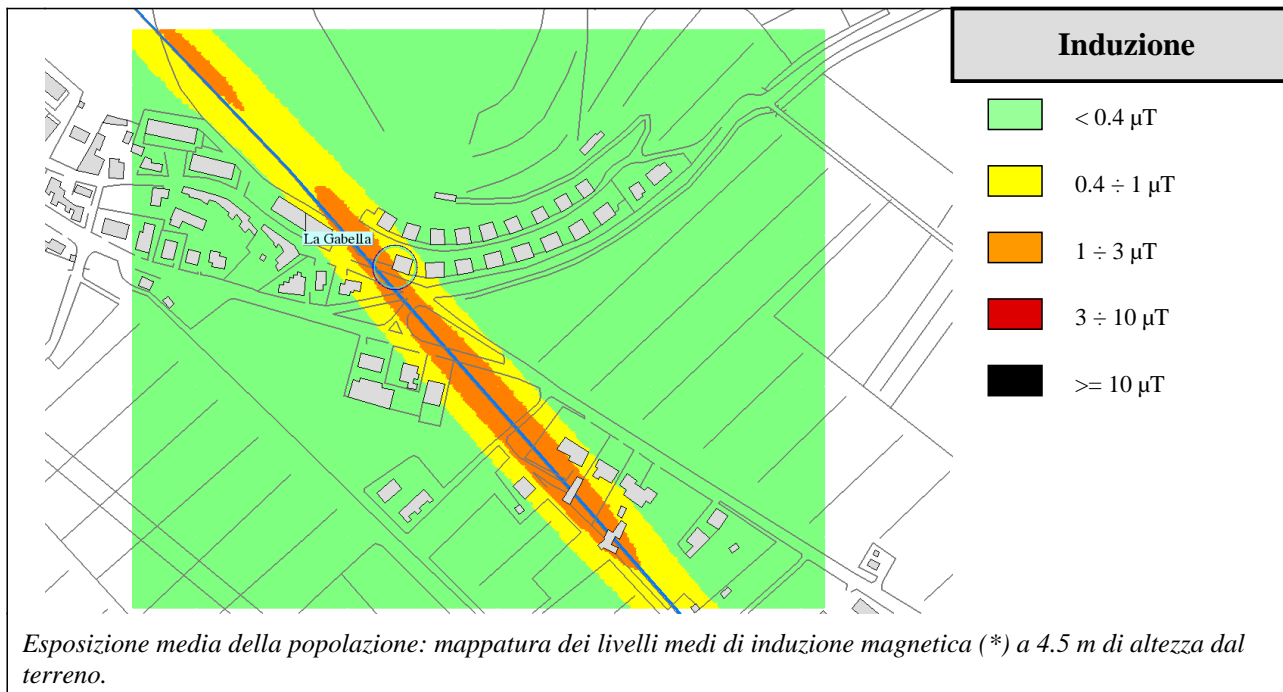 Induzione
< 0.4 µT
0.4 ÷ 1 µT
1 ÷ 3 µT
3 ÷ 10 µT
>= 10 µT
La Gabella
Esposizione media della popolazione: mappatura dei livelli medi di induzione magnetica (*) a 4.5 m di altezza dal
terreno.